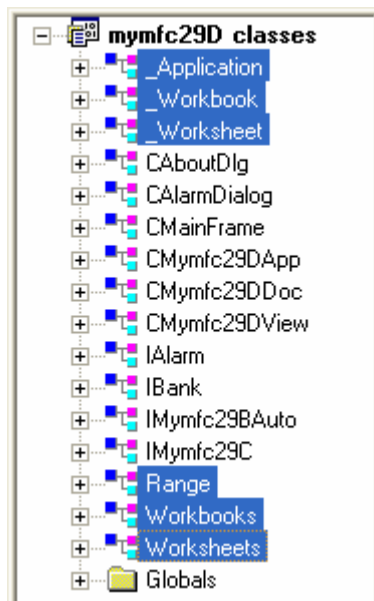 mymfc29D classes
_Application
_Workbook
_Worksheet
CAboutDlg
CAlarmDialog
CMainFrame
CMymfc29DApp
CMymfc29DDoc
CMymfc29DView
IAlarm
IBank
IMymfc29BAuto
IMymfc29C
Range
Workbooks
Worksheets
Globals